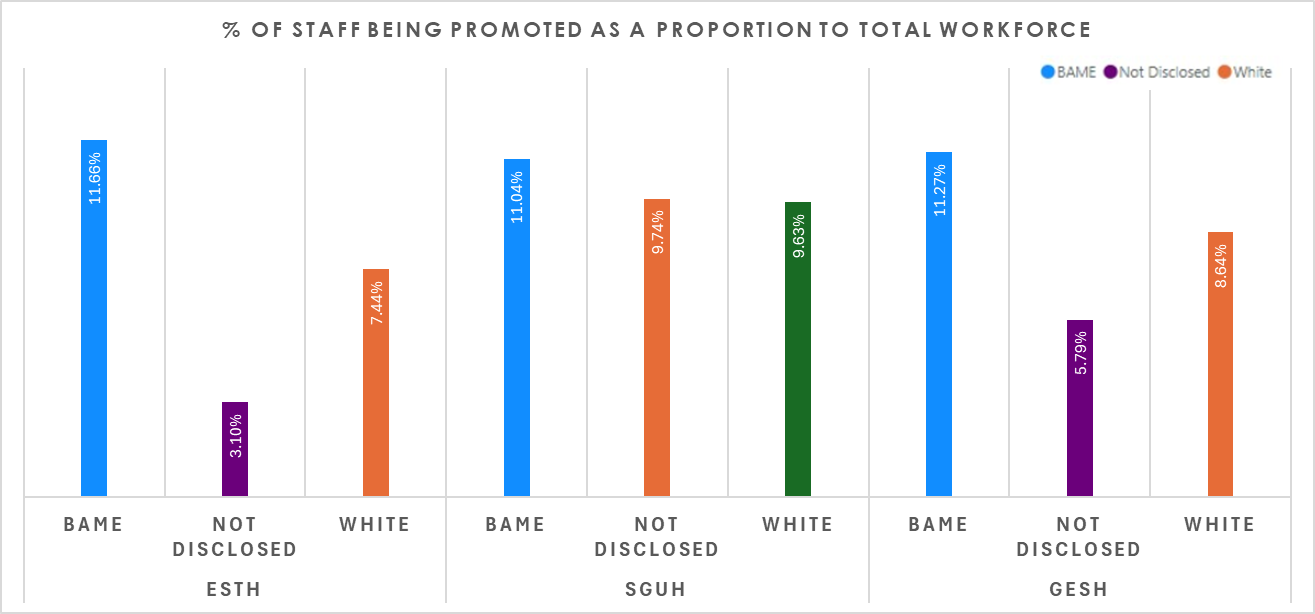 % OF STAFF BEING PROMOTED AS A PROPORTION TO TOTAL WORKFORCE
BAME Not Disclosed White
11.66%
3.10%
7.44%
11.04%
9.74%
9.63%
11.27%
5.79%
8.64%
BAME NOT DISCLOSED WHITE BAME NOT DISCLOSED WHITE BAME NOT DISCLOSED WHITE
ESTH SGUH GESH